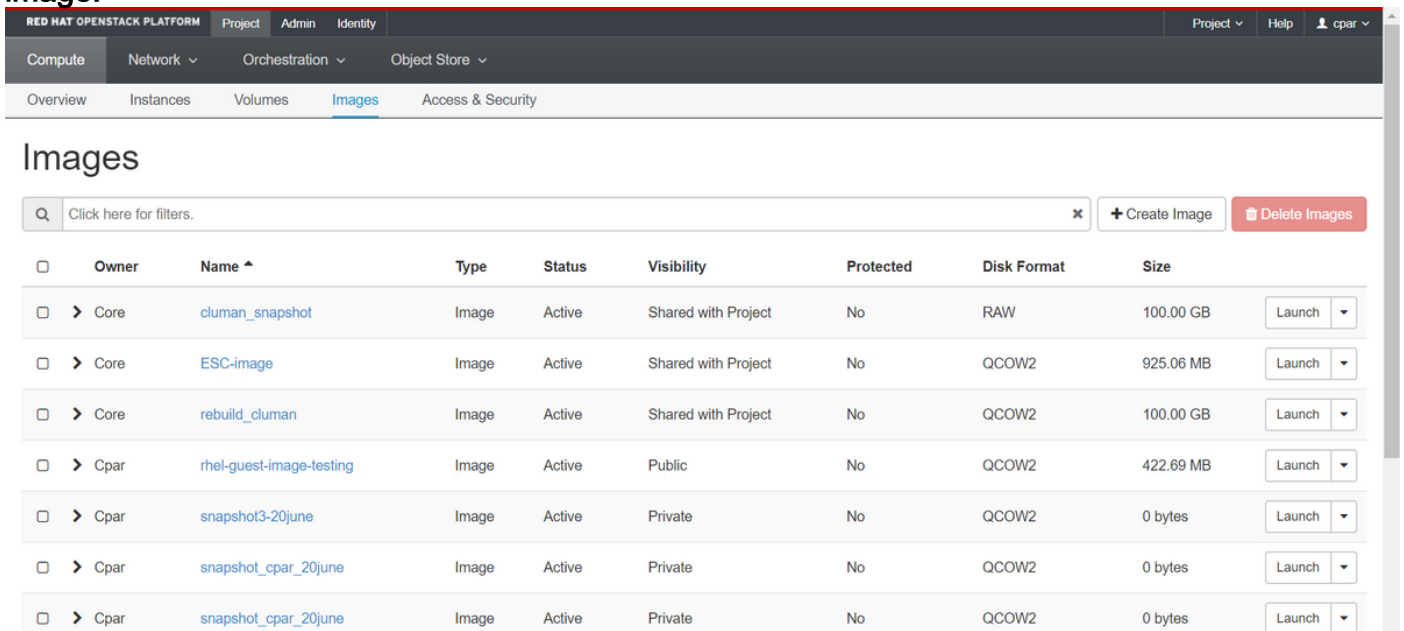 image.
RED HAT OPENSTACK PLATFORM Project Admin Identity Project Help cpar
Compute Network Orchestration Object Store
Overview Instances Volumes Images Access & Security
Images
Click here for filters. Create Image Delete Images
Owner Name Type Status Visibility Protected Disk Format Size
Core cluman_snapshot Image Active Shared with Project No RAW 100.00 GB Launch
Core ESC-image Image Active Shared with Project No QCOW2 925.06 MB Launch
Core rebuild_cluman Image Active Shared with Project No QCOW2 100.00 GB Launch
Cpar rhel-guest-image-testing Image Active Public No QCOW2 422.69 MB Launch
Cpar snapshot3-20june Image Active Private No QCOW2 0 bytes Launch
Cpar snapshot_cpar_20june Image Active Private No QCOW2 0 bytes Launch
Cpar snapshot_cpar_20june Image Active Private No QCOW2 0 bytes Launch